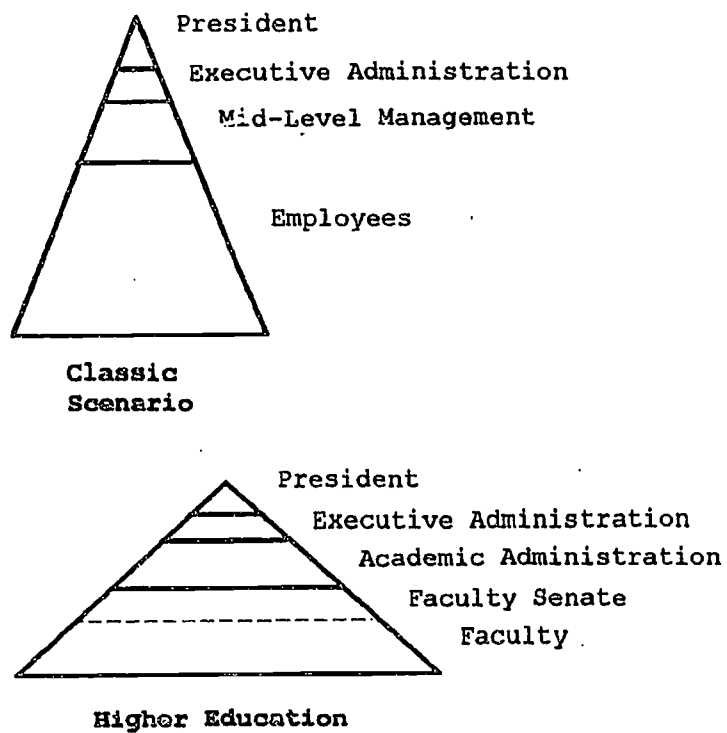 President
Executive Administration
Mid-Level Management
Employees
Classic
Scenario
President
Executive Administration
Academic Administration
Faculty Senate
Faculty
Higher Education